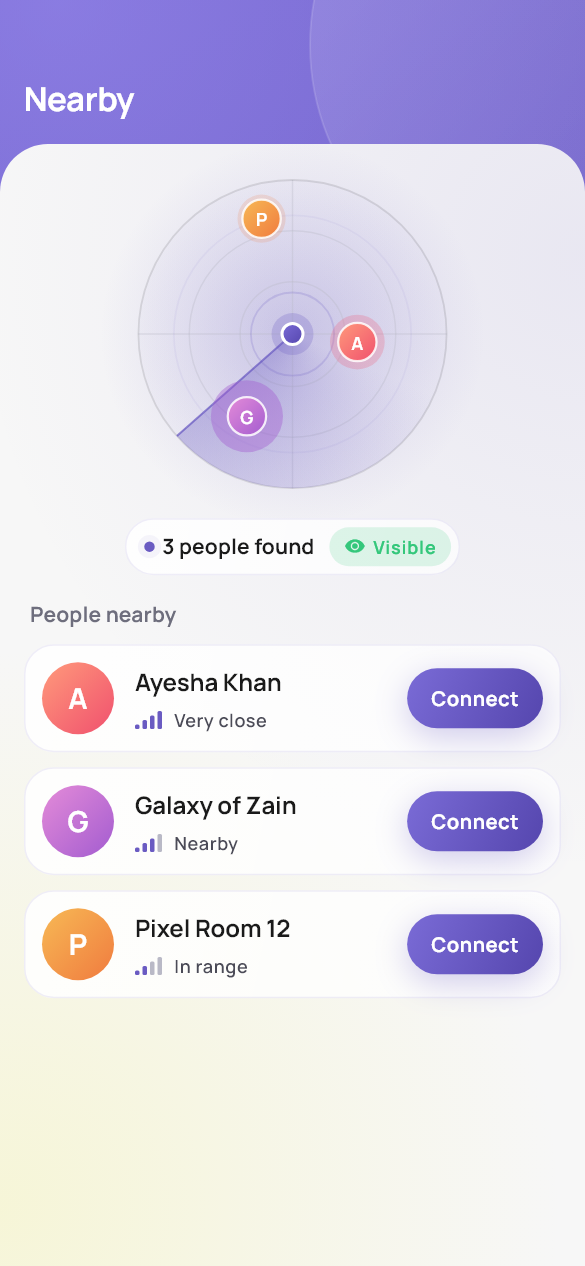 Nearby
P
A
G
3 people found
Visible
People nearby
A
Ayesha Khan
Very close
Connect
G
Galaxy of Zain
Nearby
Connect
P
Pixel Room 12
In range
Connect